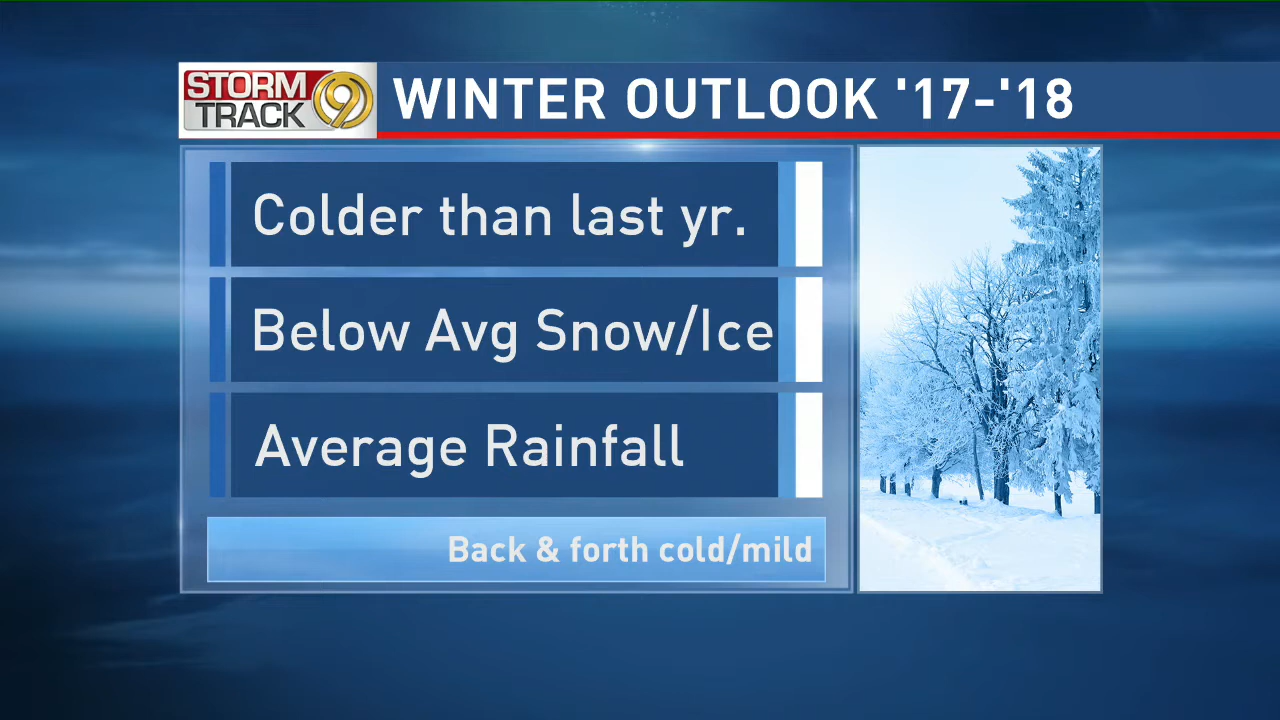 STORM
TRACK 9
WINTER OUTLOOK '17-'18
Colder than last yr.
Below Avg Snow/Ice
Average Rainfall
Back & forth cold/mild